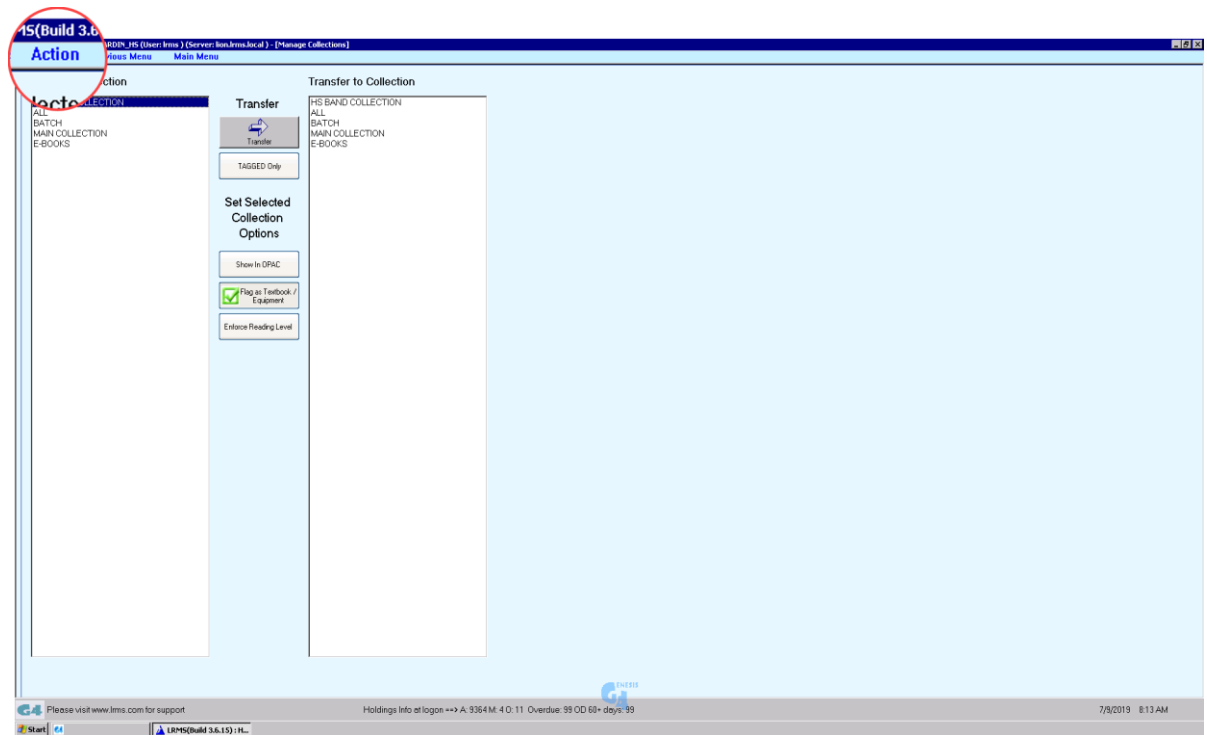 MS(Build 3.6
RDIN_HS (User: lrms ) (Server: lion.lrms.local ) - [Manage Collections]
Action vious Menu Main Menu
ction
Transfer to Collection
LECTION
ALL
BATCH
MAIN COLLECTION
E-BOOKS
Transfer
Transfer
TAGGED Only
Set Selected
Collection
Options
Show In OPAC
Flag as Textbook /
Equipment
Enforce Reading Level
HS BAND COLLECTION
ALL
BATCH
MAIN COLLECTION
E-BOOKS
G4
Please visit www.lrms.com for support
Holdings Info at logon ==> A: 9364 M: 4 O: 11 Overdue: 99 OD 60+ days: 99
7/9/2019 8:13 AM
Start
LRMS(Build 3.6.15) : H...